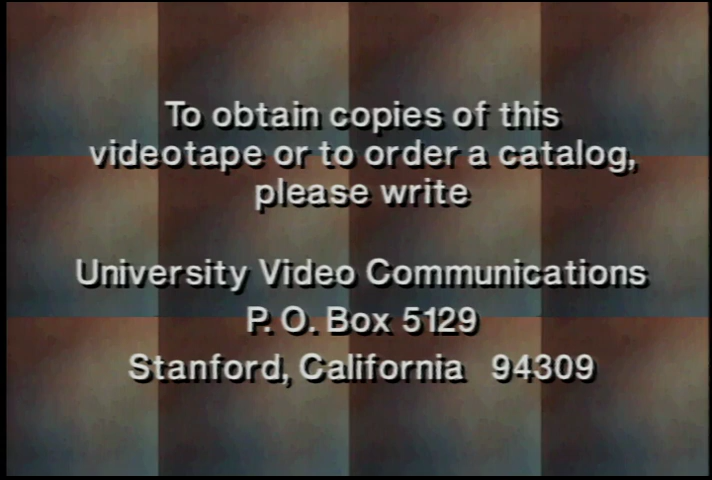 To obtain copies of this
videotape or to order a catalog,
please write
University Video Communications
P. O. Box 5129
Stanford, California 94309